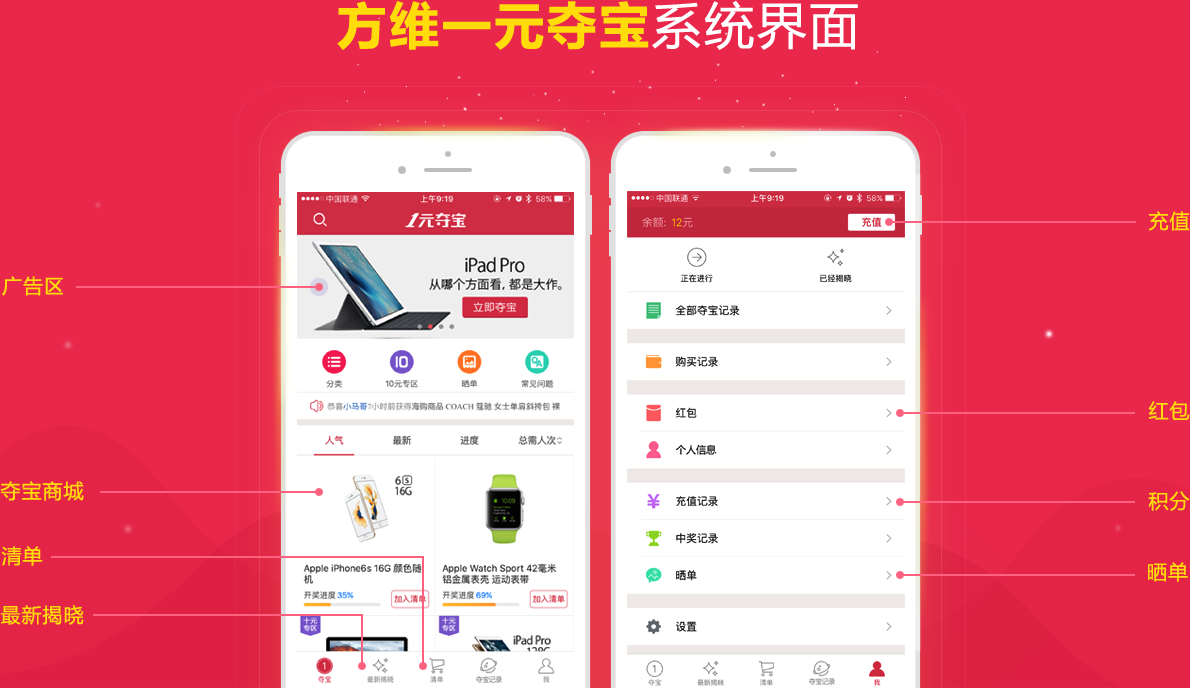 方维一元夺宝系统界面
中国联通 上午9:19 58%
1元夺宝
iPad Pro
从哪个方面看,都是大作。
立即夺宝
分类 10元专区 晒单 常见问题
恭喜小马哥7小时前获得海购商品 COACH 蔻驰 女士单肩斜挎包 裸
人气 最新 进度 总需人次
6S
16G
10:09
Apple iPhone6s 16G 颜色随
机
开奖进度 35%
加入清单
Apple Watch Sport 42毫米
铝金属表壳 运动表带
开奖进度 69%
加入清单
十元
专区
十元
专区
iPad Pro
128G
1
夺宝 最新揭晓 清单 夺宝记录 我
广告区
夺宝商城
清单
最新揭晓
中国联通 上午9:19 58%
余额: 12元 充值
正在进行 已经揭晓
全部夺宝记录
购买记录
红包
个人信息
充值记录
中奖记录
晒单
设置
1
夺宝 最新揭晓 清单 夺宝记录 我
充值
红包
积分
晒单